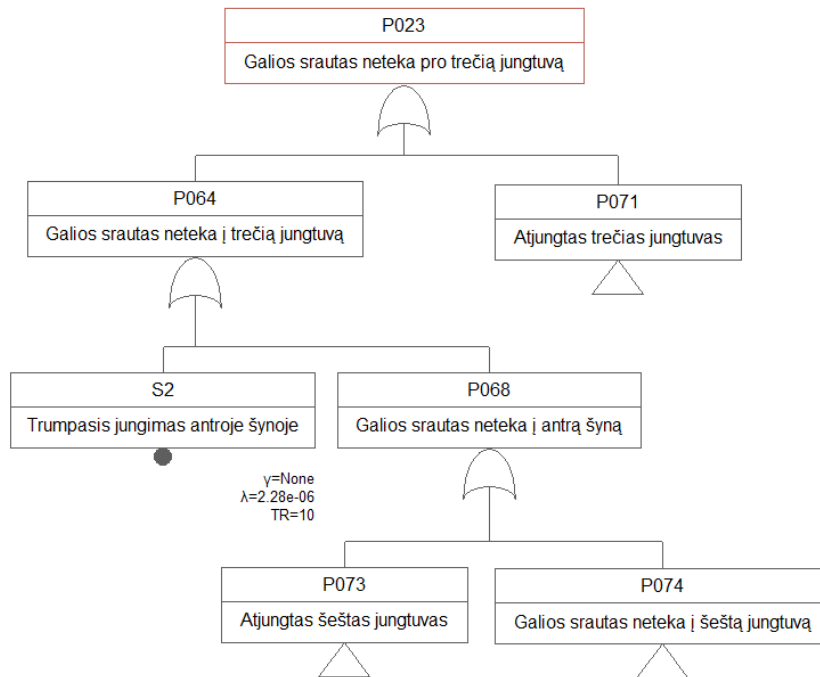 P023
Galios srautas neteka pro trečią jungtuvą
P064
Galios srautas neteka į trečią jungtuvą
P071
Atjungtas trečias jungtuvas
S2
Trumpasis jungimas antroje šynoje
γ=None
λ=2.28e-06
TR=10
P068
Galios srautas neteka į antrą šyną
P073
Atjungtas šeštas jungtuvas
P074
Galios srautas neteka į šeštą jungtuvą